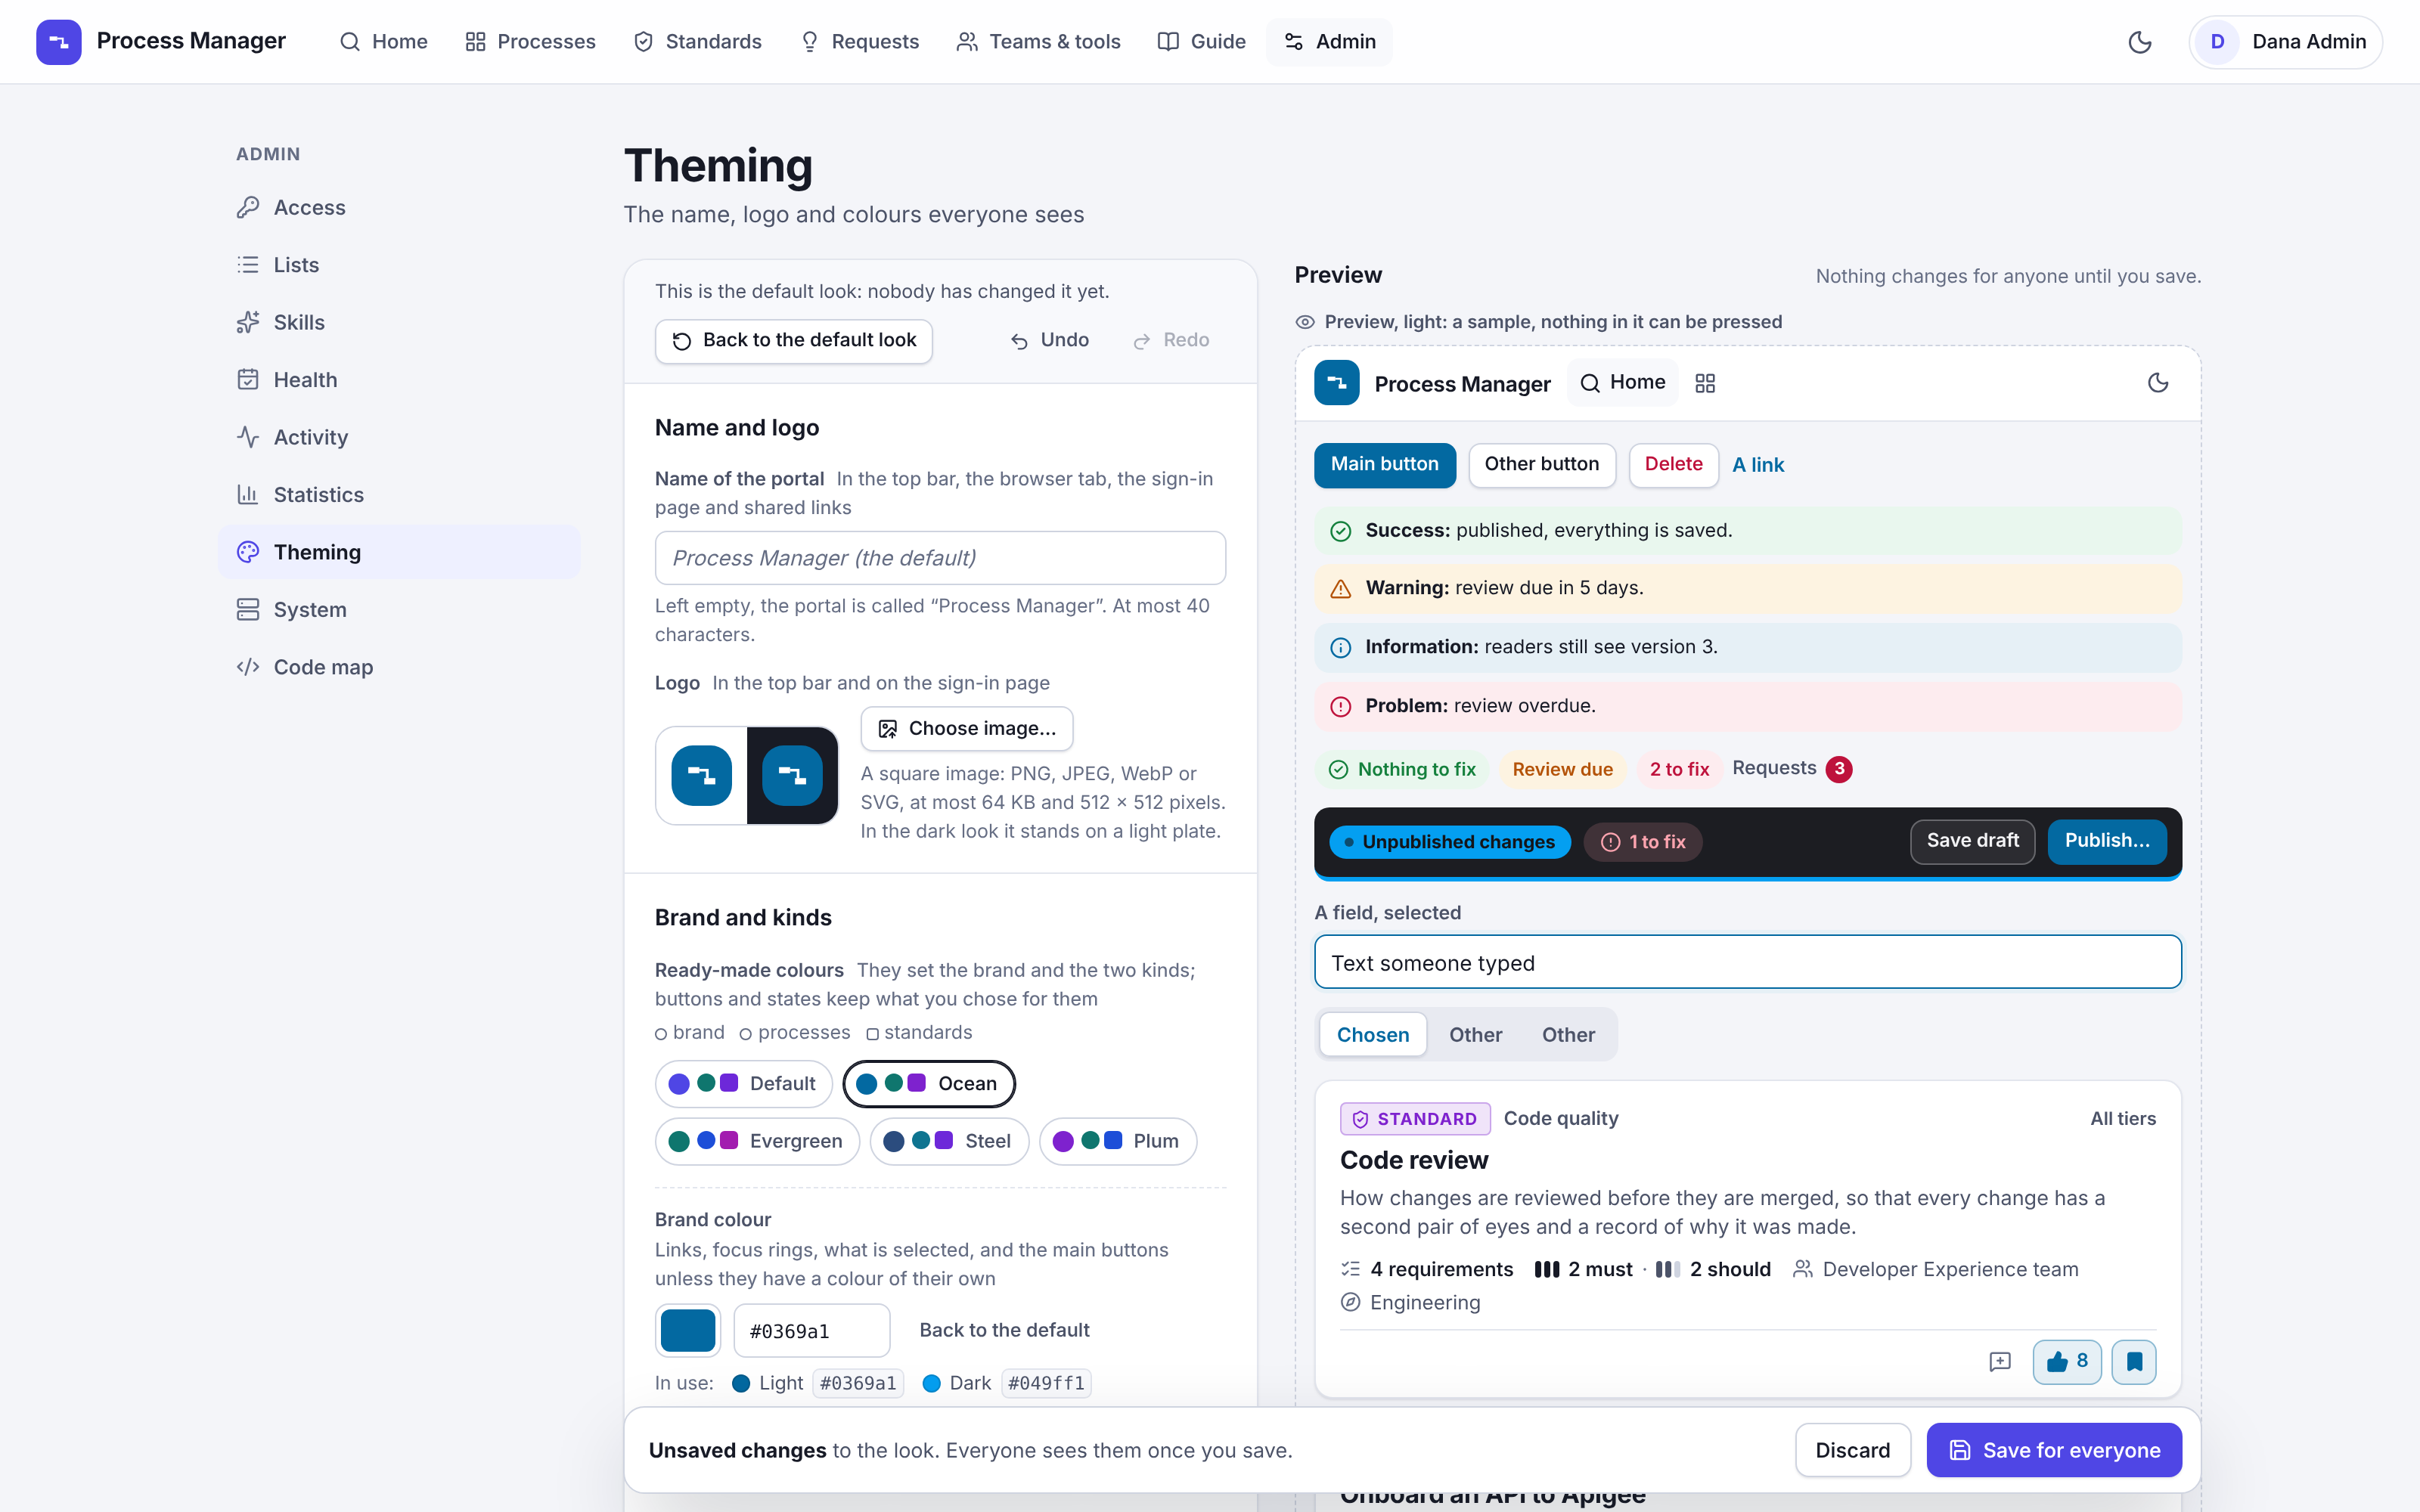 Process Manager
Home
Processes
Standards
Requests
Teams & tools
Guide
Admin
D
Dana Admin
ADMIN
Access
Lists
Skills
Health
Activity
Statistics
Theming
System
Code map
Theming
The name, logo and colours everyone sees
This is the default look: nobody has changed it yet.
Back to the default look
Undo
Redo
Name and logo
Name of the portal In the top bar, the browser tab, the sign-in
page and shared links
Process Manager (the default)
Left empty, the portal is called “Process Manager”. At most 40
characters.
Logo In the top bar and on the sign-in page
Choose image...
A square image: PNG, JPEG, WebP or
SVG, at most 64 KB and 512 × 512 pixels.
In the dark look it stands on a light plate.
Brand and kinds
Ready-made colours They set the brand and the two kinds;
buttons and states keep what you chose for them
brand processes standards
Default
Ocean
Evergreen
Steel
Plum
Brand colour
Links, focus rings, what is selected, and the main buttons
unless they have a colour of their own
#0369a1
Back to the default
In use: Light #0369a1 Dark #049ff1
Preview
Nothing changes for anyone until you save.
Preview, light: a sample, nothing in it can be pressed
Process Manager
Home
Main button
Other button
Delete
A link
Success: published, everything is saved.
Warning: review due in 5 days.
Information: readers still see version 3.
Problem: review overdue.
Nothing to fix
Review due
2 to fix
Requests 3
Unpublished changes
1 to fix
Save draft
Publish...
A field, selected
Text someone typed
Chosen
Other
Other
STANDARD
Code quality
All tiers
Code review
How changes are reviewed before they are merged, so that every change has a
second pair of eyes and a record of why it was made.
4 requirements 2 must · 2 should Developer Experience team
Engineering
8
Unsaved changes to the look. Everyone sees them once you save.
Discard
Save for everyone
Onboard an API to Apigee